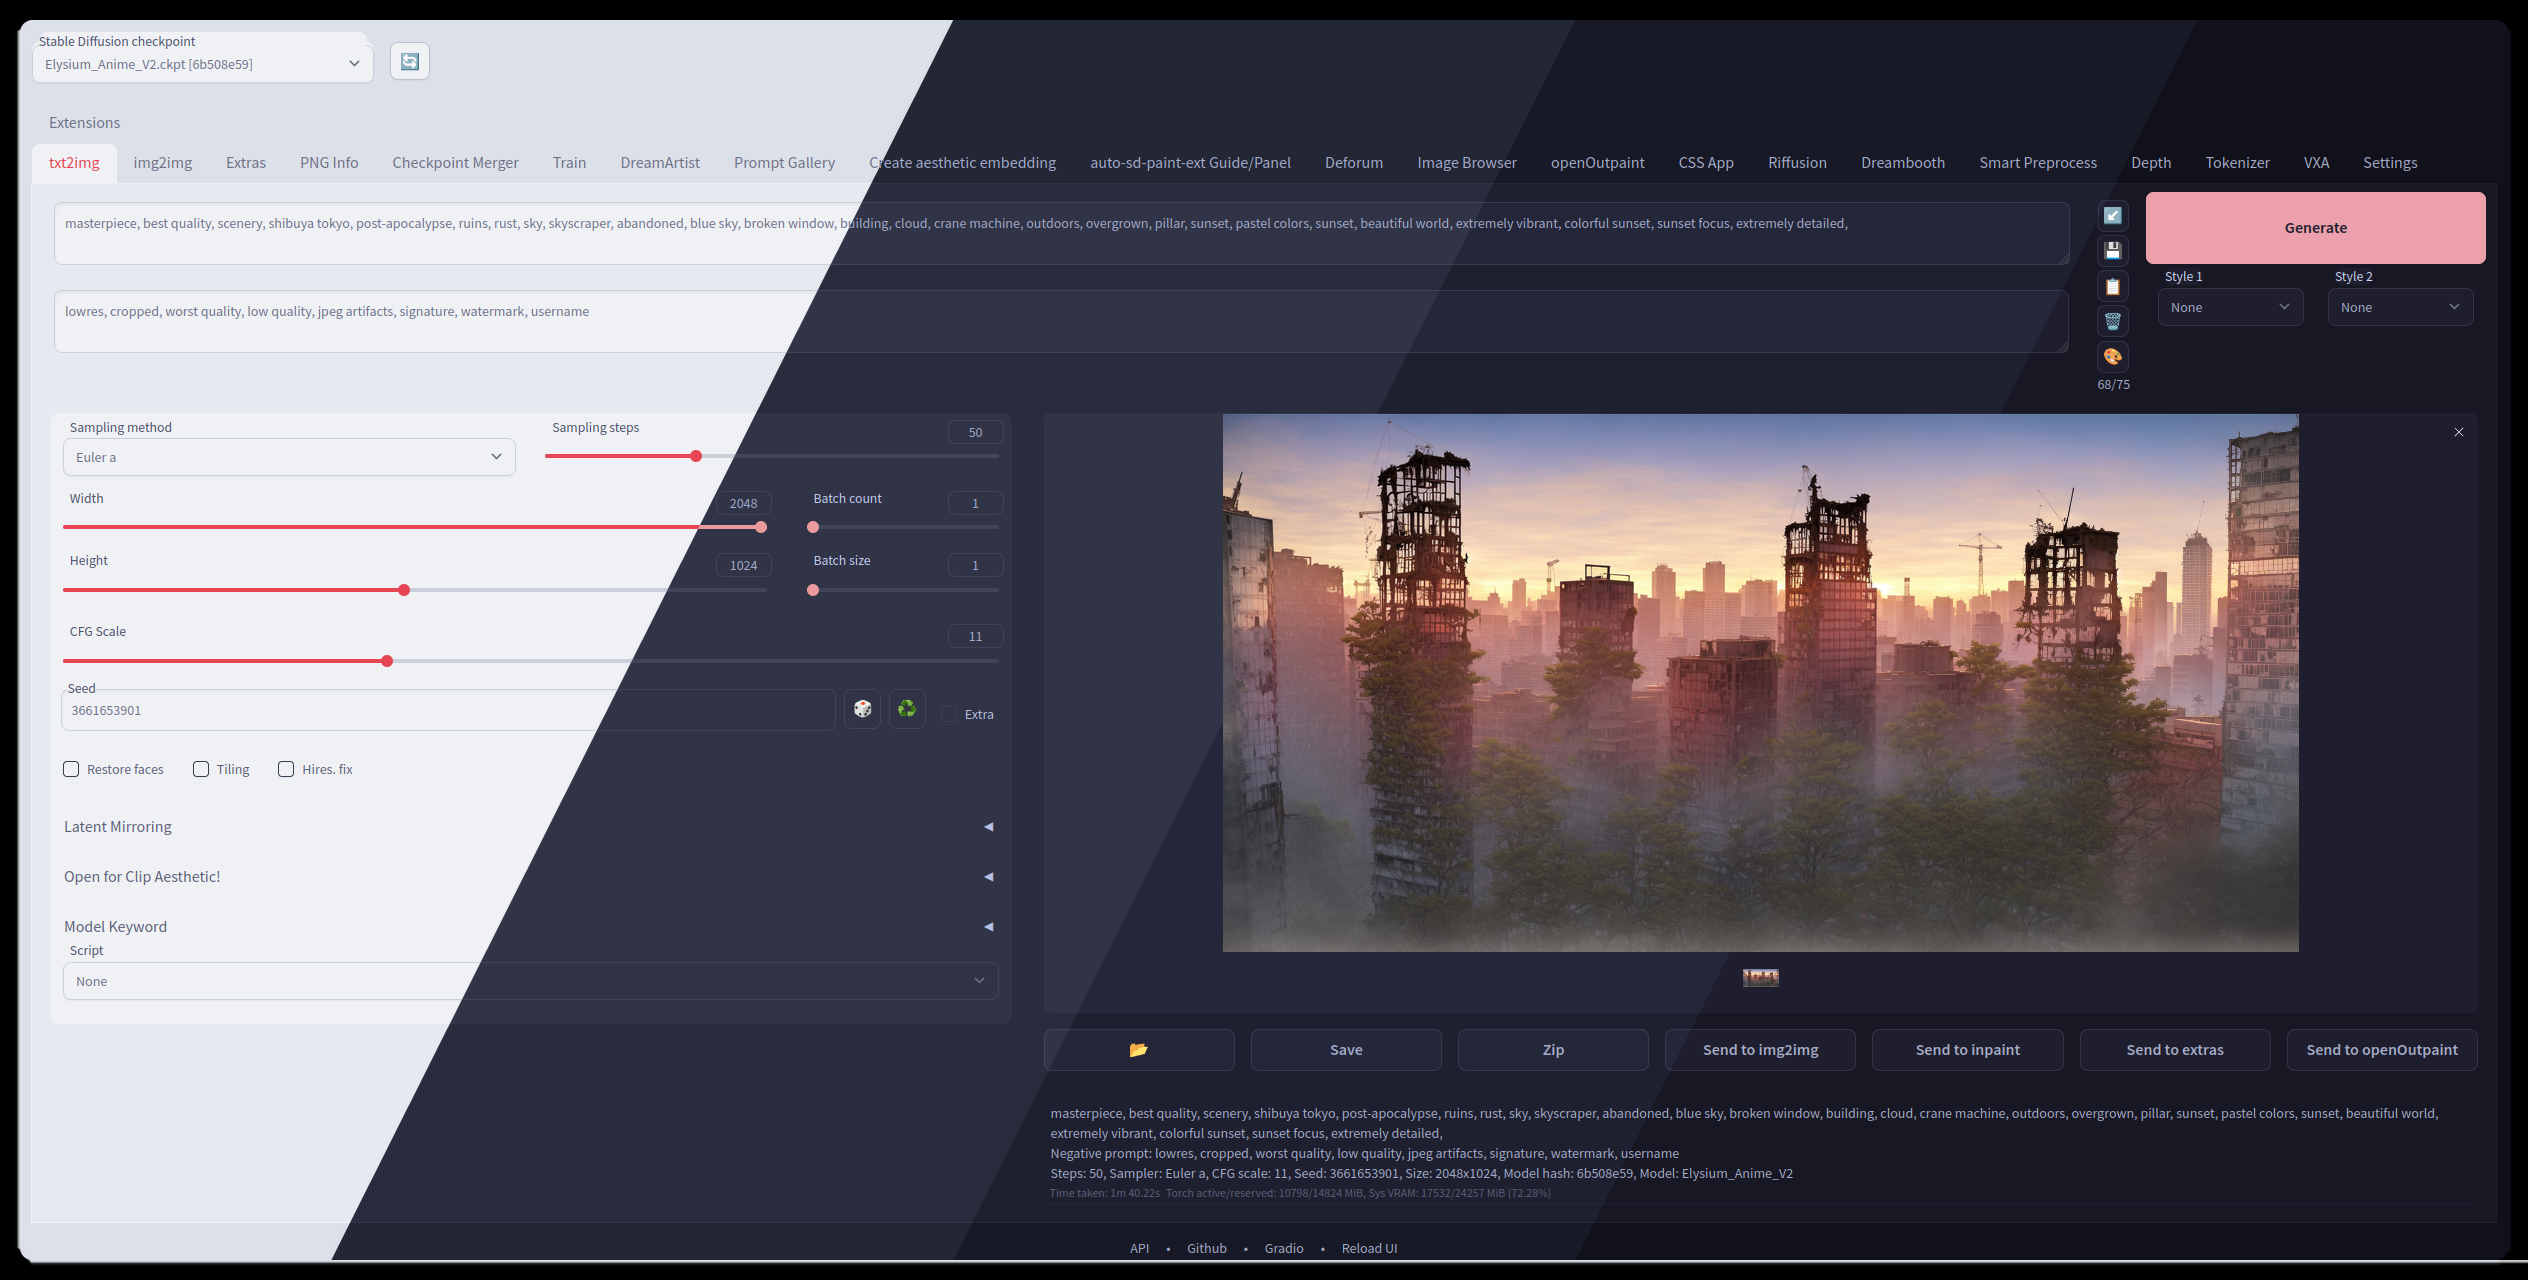 Stable Diffusion checkpoint
Elysium_Anime_V2.ckpt [6b508e59]
Extensions
txt2img img2img Extras PNG Info Checkpoint Merger Train DreamArtist Prompt Gallery Create aesthetic embedding auto-sd-paint-ext Guide/Panel Deforum Image Browser openOutpaint CSS App Riffusion Dreambooth Smart Preprocess Depth Tokenizer VXA Settings
masterpiece, best quality, scenery, shibuya tokyo, post-apocalypse, ruins, rust, sky, skyscraper, abandoned, blue sky, broken window, building, cloud, crane machine, outdoors, overgrown, pillar, sunset, pastel colors, sunset, beautiful world, extremely vibrant, colorful sunset, sunset focus, extremely detailed,
Generate
Style 1 Style 2
None None
lowres, cropped, worst quality, low quality, jpeg artifacts, signature, watermark, username
68/75
Sampling method
Euler a
Sampling steps 50
Width 2048
Batch count 1
Height 1024
Batch size 1
CFG Scale 11
Seed
3661653901
Extra
Restore faces Tiling Hires. fix
Latent Mirroring
Open for Clip Aesthetic!
Model Keyword
Script
None
Save Zip Send to img2img Send to inpaint Send to extras Send to openOutpaint
masterpiece, best quality, scenery, shibuya tokyo, post-apocalypse, ruins, rust, sky, skyscraper, abandoned, blue sky, broken window, building, cloud, crane machine, outdoors, overgrown, pillar, sunset, pastel colors, sunset, beautiful world,
extremely vibrant, colorful sunset, sunset focus, extremely detailed,
Negative prompt: lowres, cropped, worst quality, low quality, jpeg artifacts, signature, watermark, username
Steps: 50, Sampler: Euler a, CFG scale: 11, Seed: 3661653901, Size: 2048x1024, Model hash: 6b508e59, Model: Elysium_Anime_V2
Time taken: 1m 40.22s Torch active/reserved: 10798/14824 MiB, Sys VRAM: 17532/24257 MiB (72.28%)
API • Github • Gradio • Reload UI